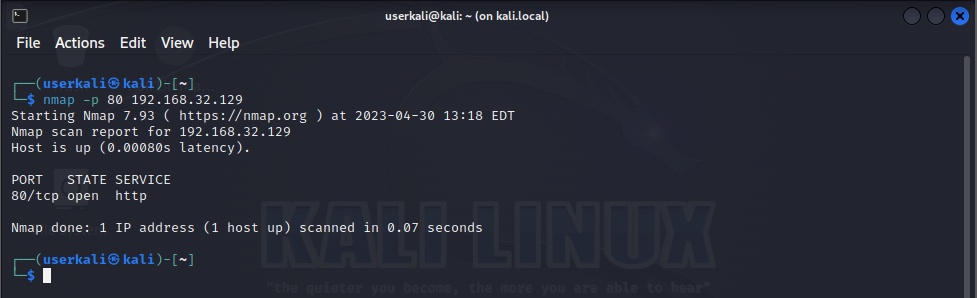 userkali@kali: ~ (on kali.local)
File Actions Edit View Help
┌──(userkali㉿kali)-[~]
└─$ nmap -p 80 192.168.32.129
Starting Nmap 7.93 ( https://nmap.org ) at 2023-04-30 13:18 EDT
Nmap scan report for 192.168.32.129
Host is up (0.00080s latency).
PORT   STATE SERVICE
80/tcp open  http
Nmap done: 1 IP address (1 host up) scanned in 0.07 seconds
┌──(userkali㉿kali)-[~]
└─$
KALI LINUX
"the quieter you become, the more you are able to hear"